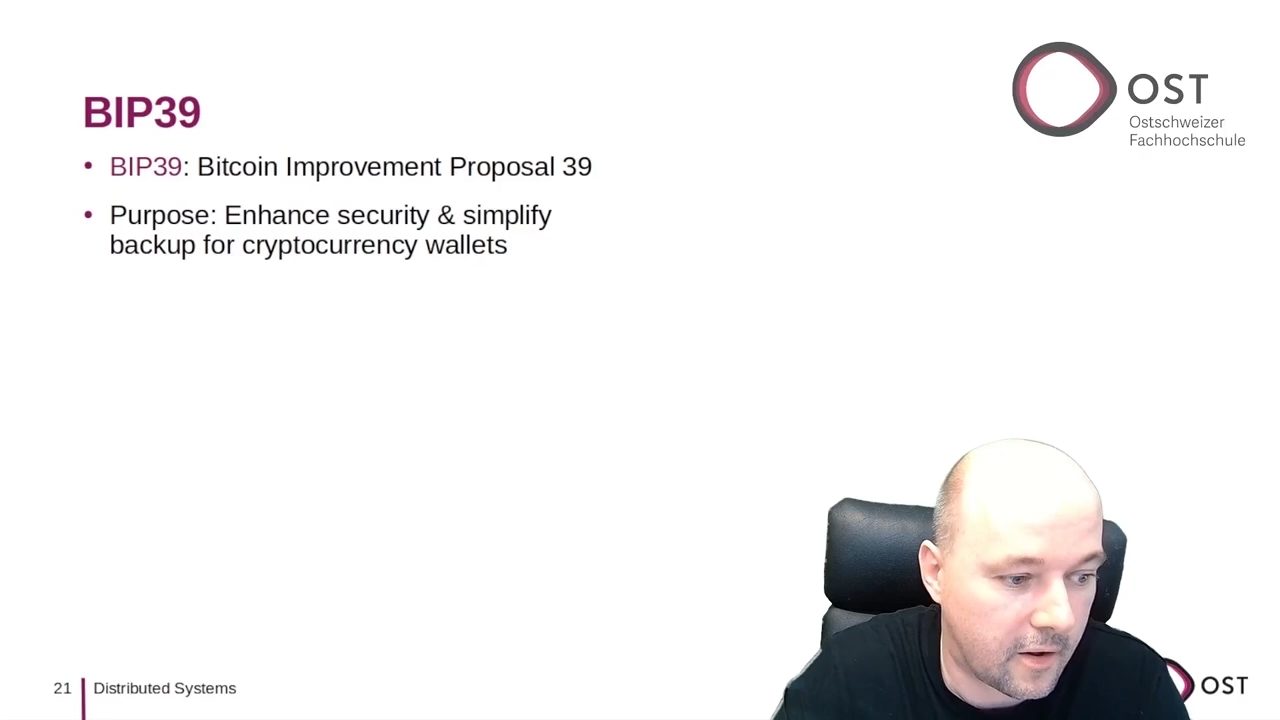 OST
Ostschweizer
Fachhochschule
BIP39
• BIP39: Bitcoin Improvement Proposal 39
• Purpose: Enhance security & simplify
backup for cryptocurrency wallets
21
Distributed Systems
OST